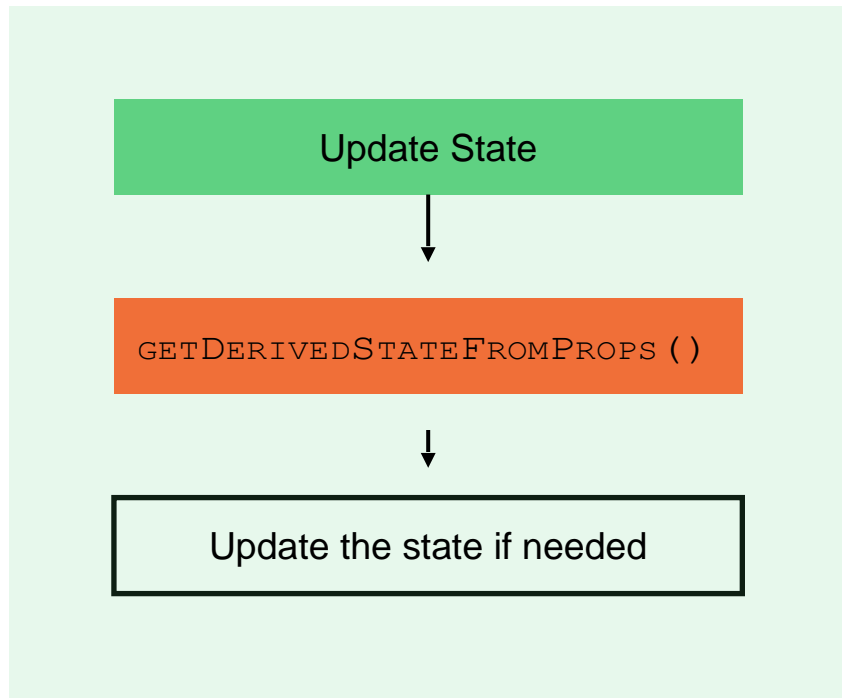 Update State
GETDERIVEDSTATEFROMPROPS()
Update the state if needed